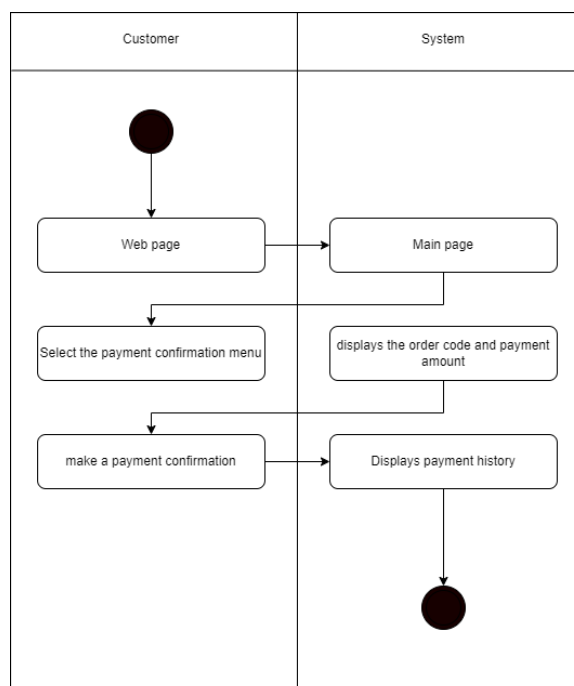 Customer
System
Web page
Main page
Select the payment confirmation menu
displays the order code and payment
amount
make a payment confirmation
Displays payment history